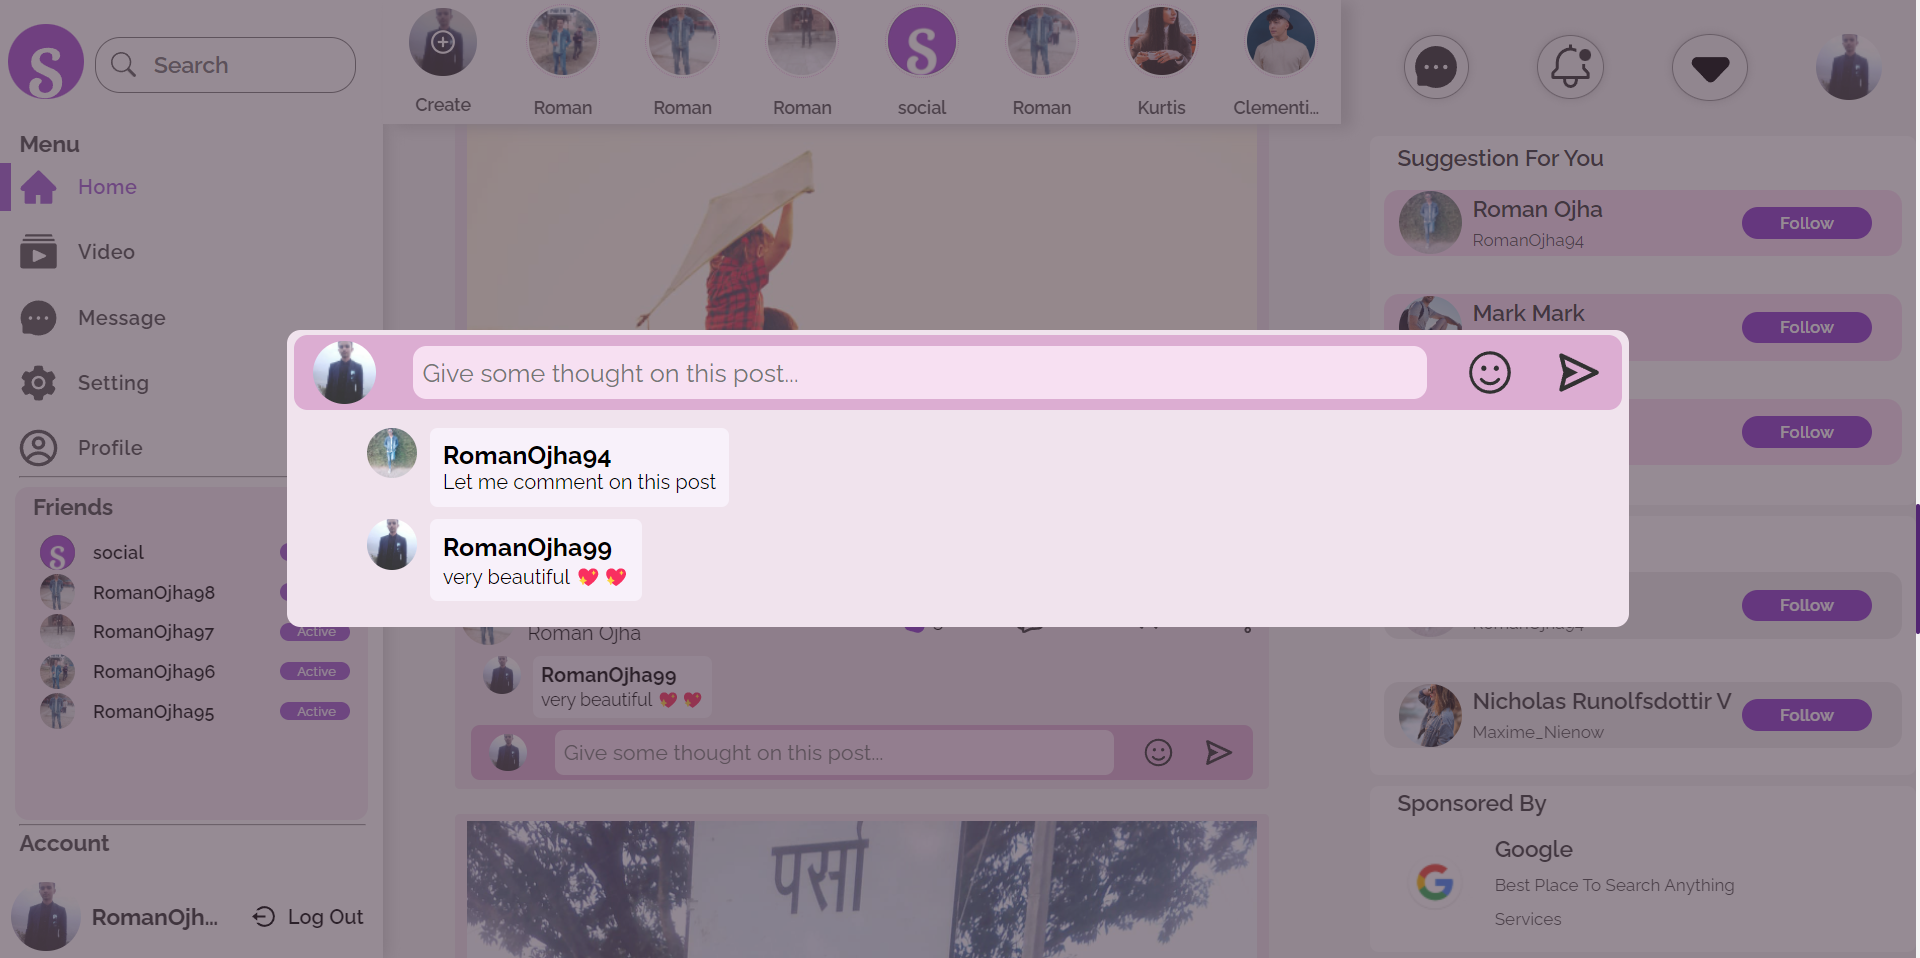 S
Search
Menu
Home
Video
Message
Setting
Profile
Friends
S
social
RomanOjha98
RomanOjha97
Active
RomanOjha96
Active
RomanOjha95
Active
Account
RomanOjh...
Log Out
Create
Roman
Roman
Roman
S
social
Roman
Kurtis
Clementi...
Give some thought on this post...
RomanOjha94
Let me comment on this post
RomanOjha99
very beautiful 💖 💖
Roman Ojha
RomanOjha99
very beautiful 💖 💖
Give some thought on this post...
पसा
Suggestion For You
Roman Ojha
RomanOjha94
Follow
Mark Mark
Follow
Follow
RomanOjha94
Follow
Nicholas Runolfsdottir V
Maxime_Nienow
Follow
Sponsored By
G
Google
Best Place To Search Anything
Services